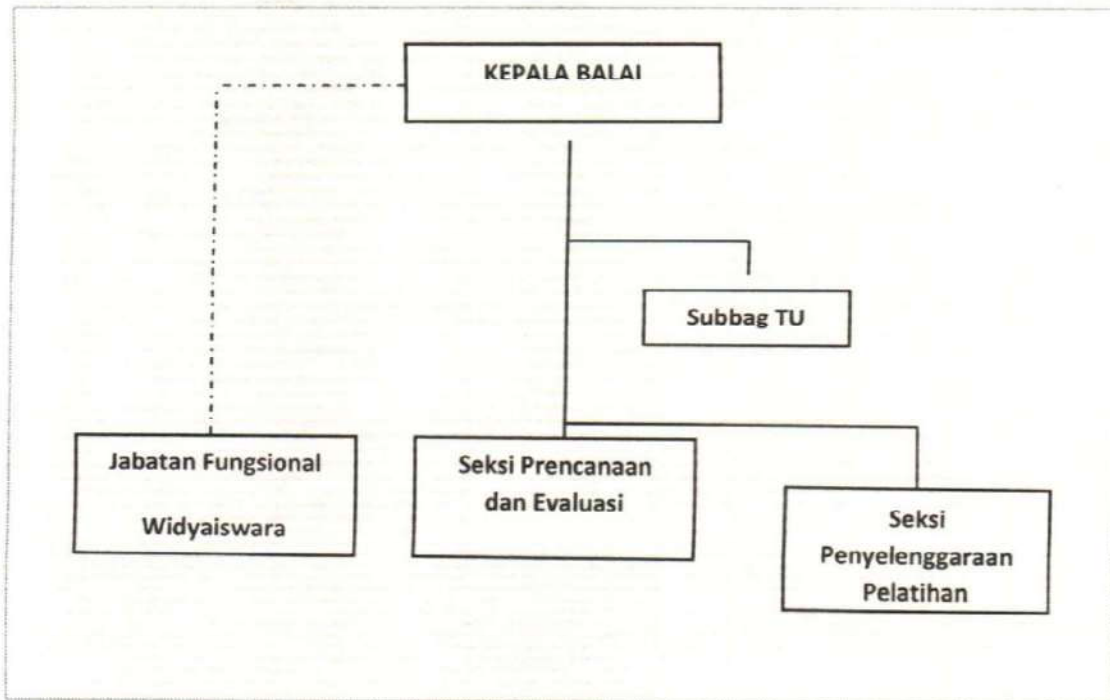 KEPALA BALAI
Subbag TU
Jabatan Fungsional
Widyaiswara
Seksi Prencanaan
dan Evaluasi
Seksi
Penyelenggaraan
Pelatihan